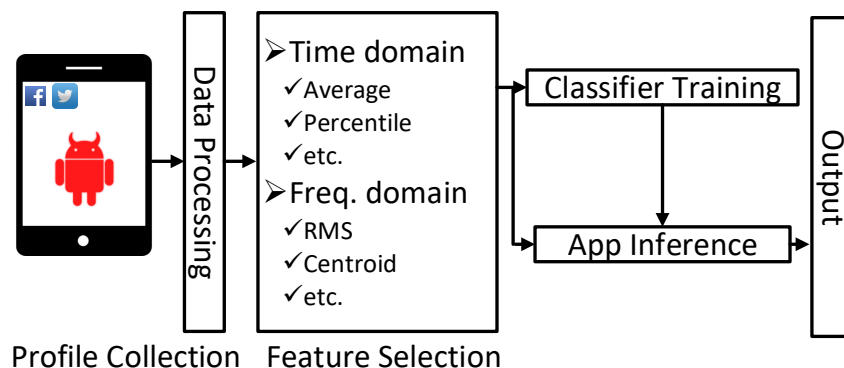 Data Processing
➢Time domain
✓Average
✓Percentile
✓etc.
➢Freq. domain
✓RMS
✓Centroid
✓etc.
Classifier Training
App Inference
Output
Profile Collection
Feature Selection